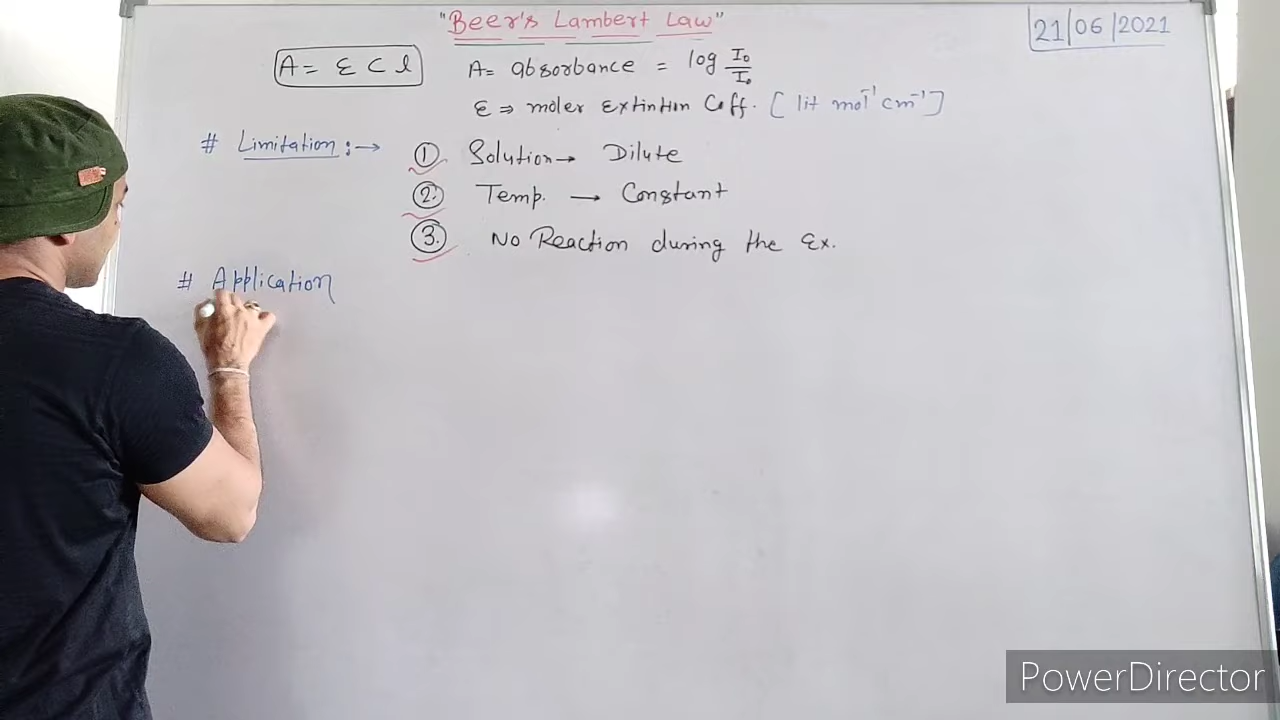 "Beer's Lambert Law"
21/06/2021
A = ε C l
A = absorbance = log I₀/I₀
ε ⇒ moler Extintion Coff. [lit mol⁻¹ cm⁻¹]
# Limitation :→
1. Solution → Dilute
2. Temp. → Constant
3. No Reaction during the Ex.
# Application
PowerDirector